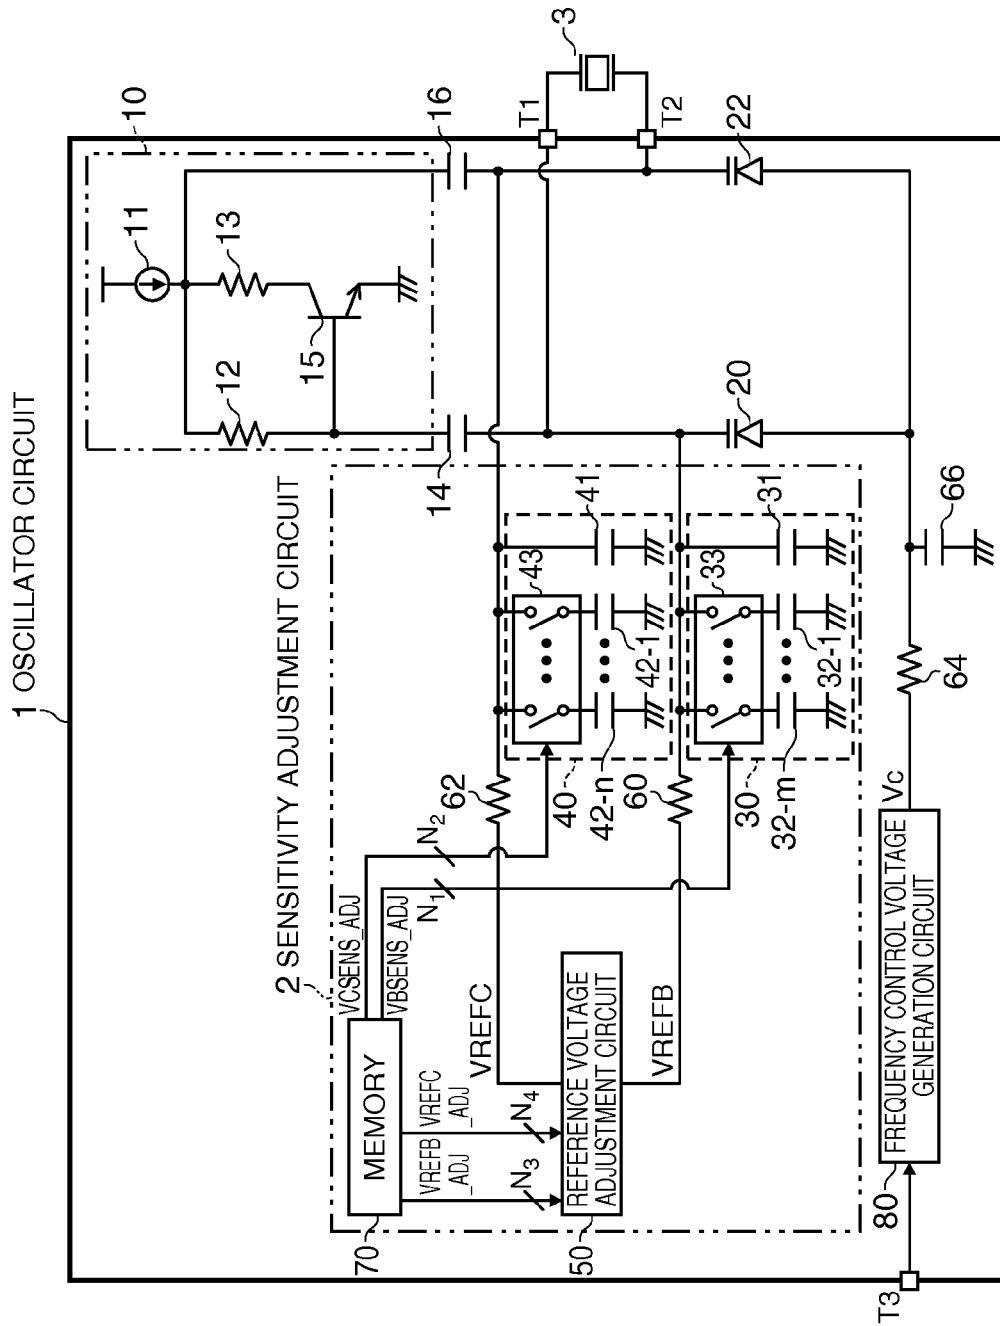 1 OSCILLATOR CIRCUIT
2 SENSITIVITY ADJUSTMENT CIRCUIT
10
11
12
13
15
14
16
T1
T2
3
70
MEMORY
VCSENS_ADJ
VBSENS_ADJ
N2
N1
VREFB
_ADJ
VREFC
_ADJ
N3
N4
50
REFERENCE VOLTAGE
ADJUSTMENT CIRCUIT
VREFC
VREFB
62
60
40
42-n
42-1
43
41
30
32-m
32-1
33
31
20
22
T3
80
FREQUENCY CONTROL VOLTAGE
GENERATION CIRCUIT
Vc
64
66